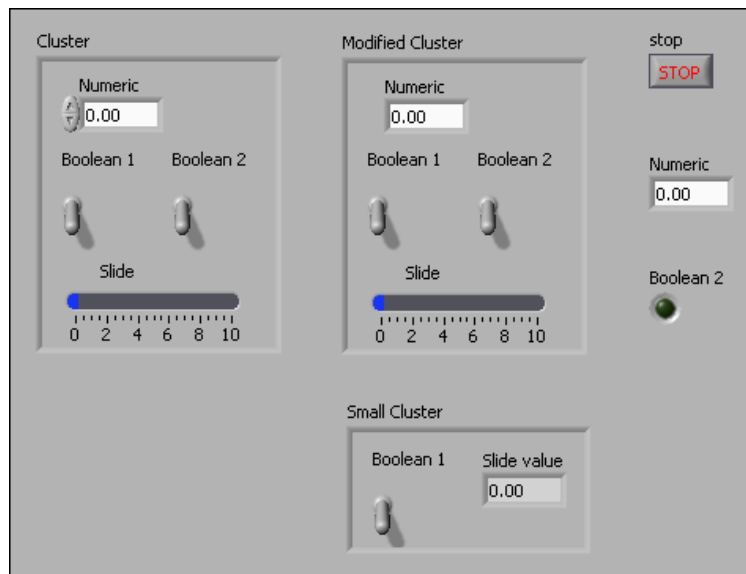 Cluster
Numeric
0.00
Boolean 1 Boolean 2
Slide
0 2 4 6 8 10
Modified Cluster
Numeric
0.00
Boolean 1 Boolean 2
Slide
0 2 4 6 8 10
stop
STOP
Numeric
0.00
Boolean 2
Small Cluster
Boolean 1
Slide value
0.00